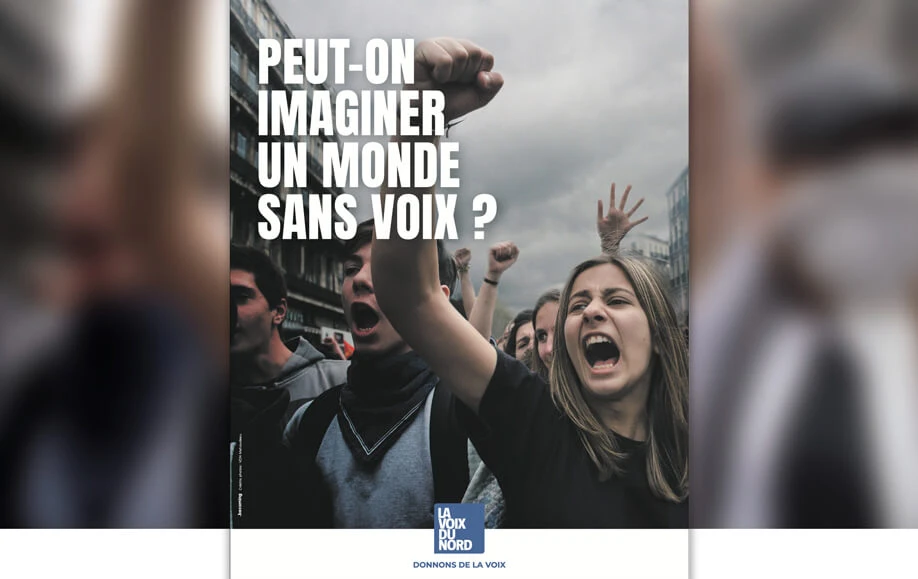 PEUT-ON
IMAGINER
UN MONDE
SANS VOIX ?
LA
VOIX
DU
NORD
DONNONS DE LA VOIX